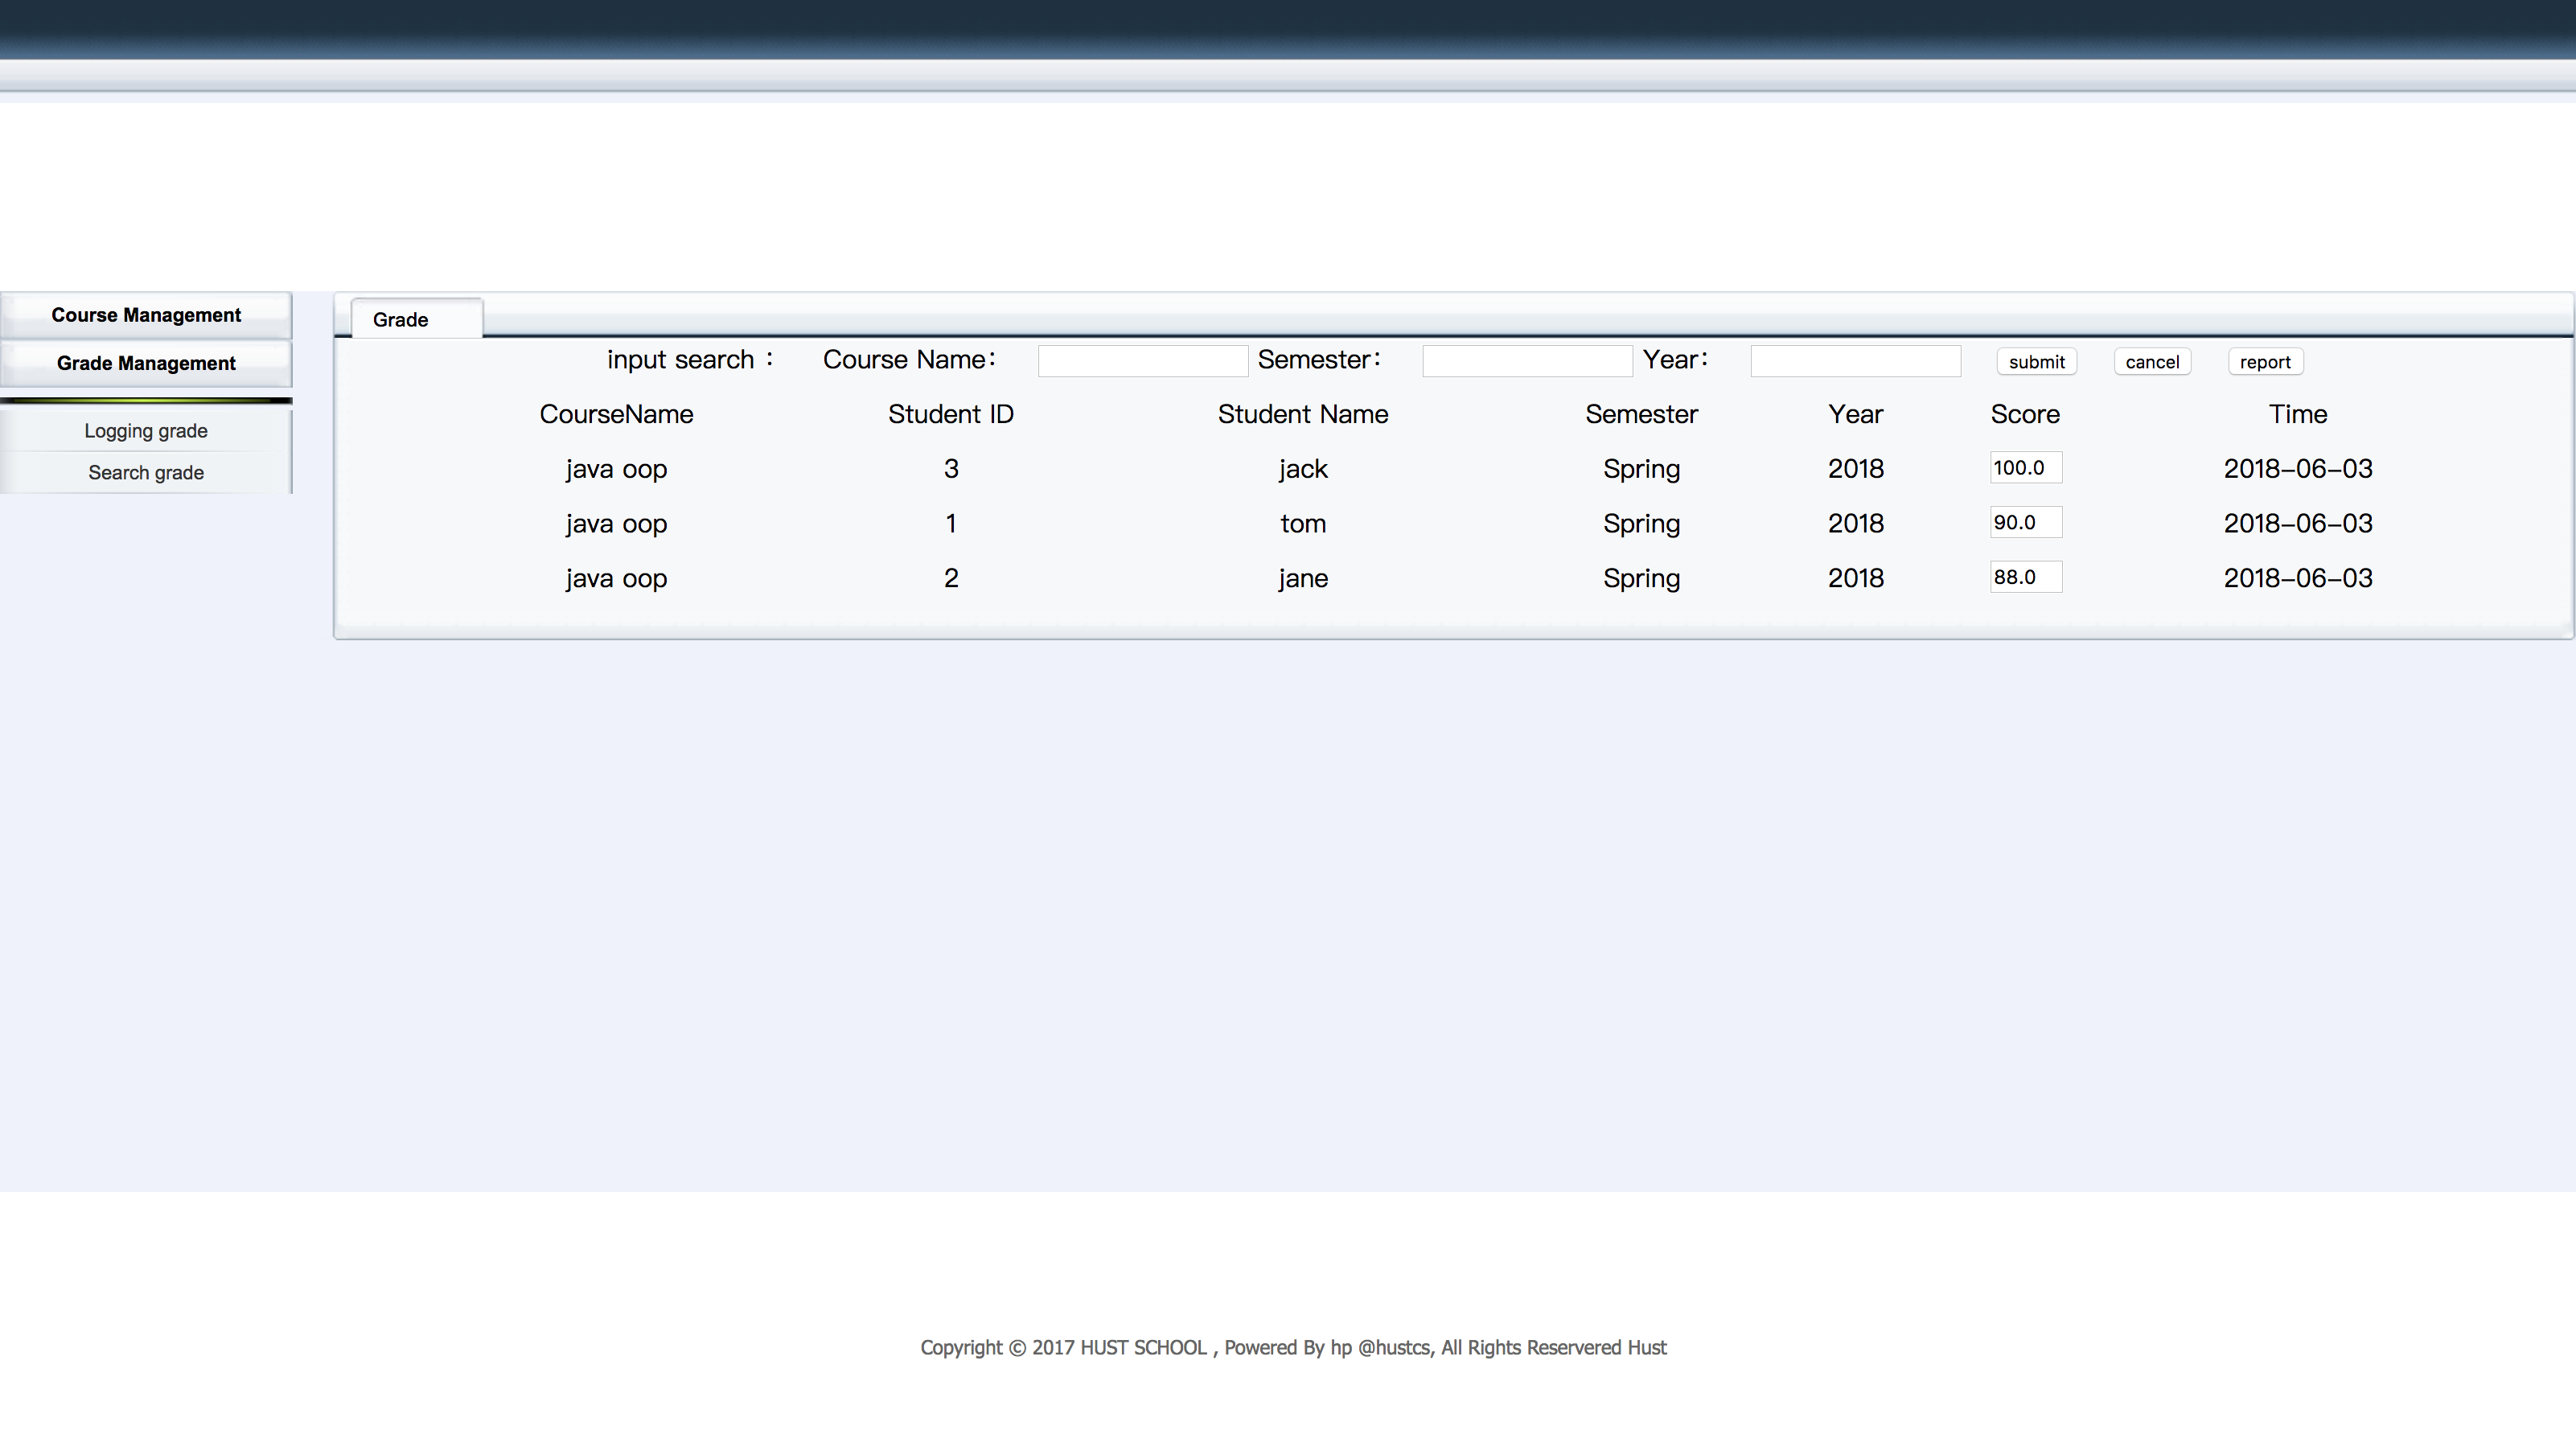 Course Management
Grade Management
Logging grade
Search grade
Grade
input search： Course Name： Semester： Year： submit cancel report
CourseName Student ID Student Name Semester Year Score Time
java oop 3 jack Spring 2018 100.0 2018-06-03
java oop 1 tom Spring 2018 90.0 2018-06-03
java oop 2 jane Spring 2018 88.0 2018-06-03
Copyright © 2017 HUST SCHOOL , Powered By hp @hustcs, All Rights Reservered Hust